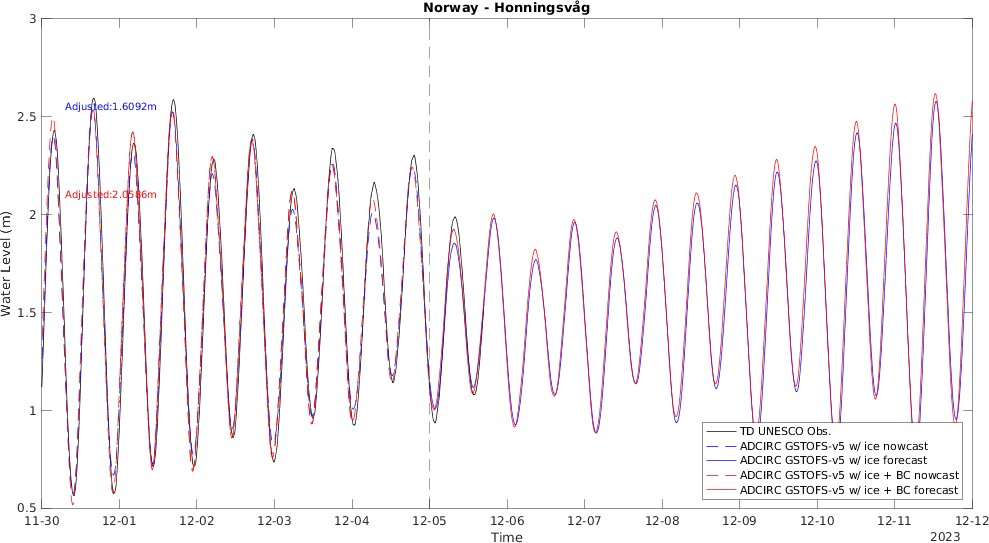 Norway - Honningsvåg
3
2.5
2
1.5
1
0.5
Water Level (m)
Adjusted:1.6092m
Adjusted:2.0586m
TD UNESCO Obs.
ADCIRC GSTOFS-v5 w/ ice nowcast
ADCIRC GSTOFS-v5 w/ ice forecast
ADCIRC GSTOFS-v5 w/ ice + BC nowcast
ADCIRC GSTOFS-v5 w/ ice + BC forecast
11-30 12-01 12-02 12-03 12-04 12-05 12-06 12-07 12-08 12-09 12-10 12-11 12-12
Time
2023